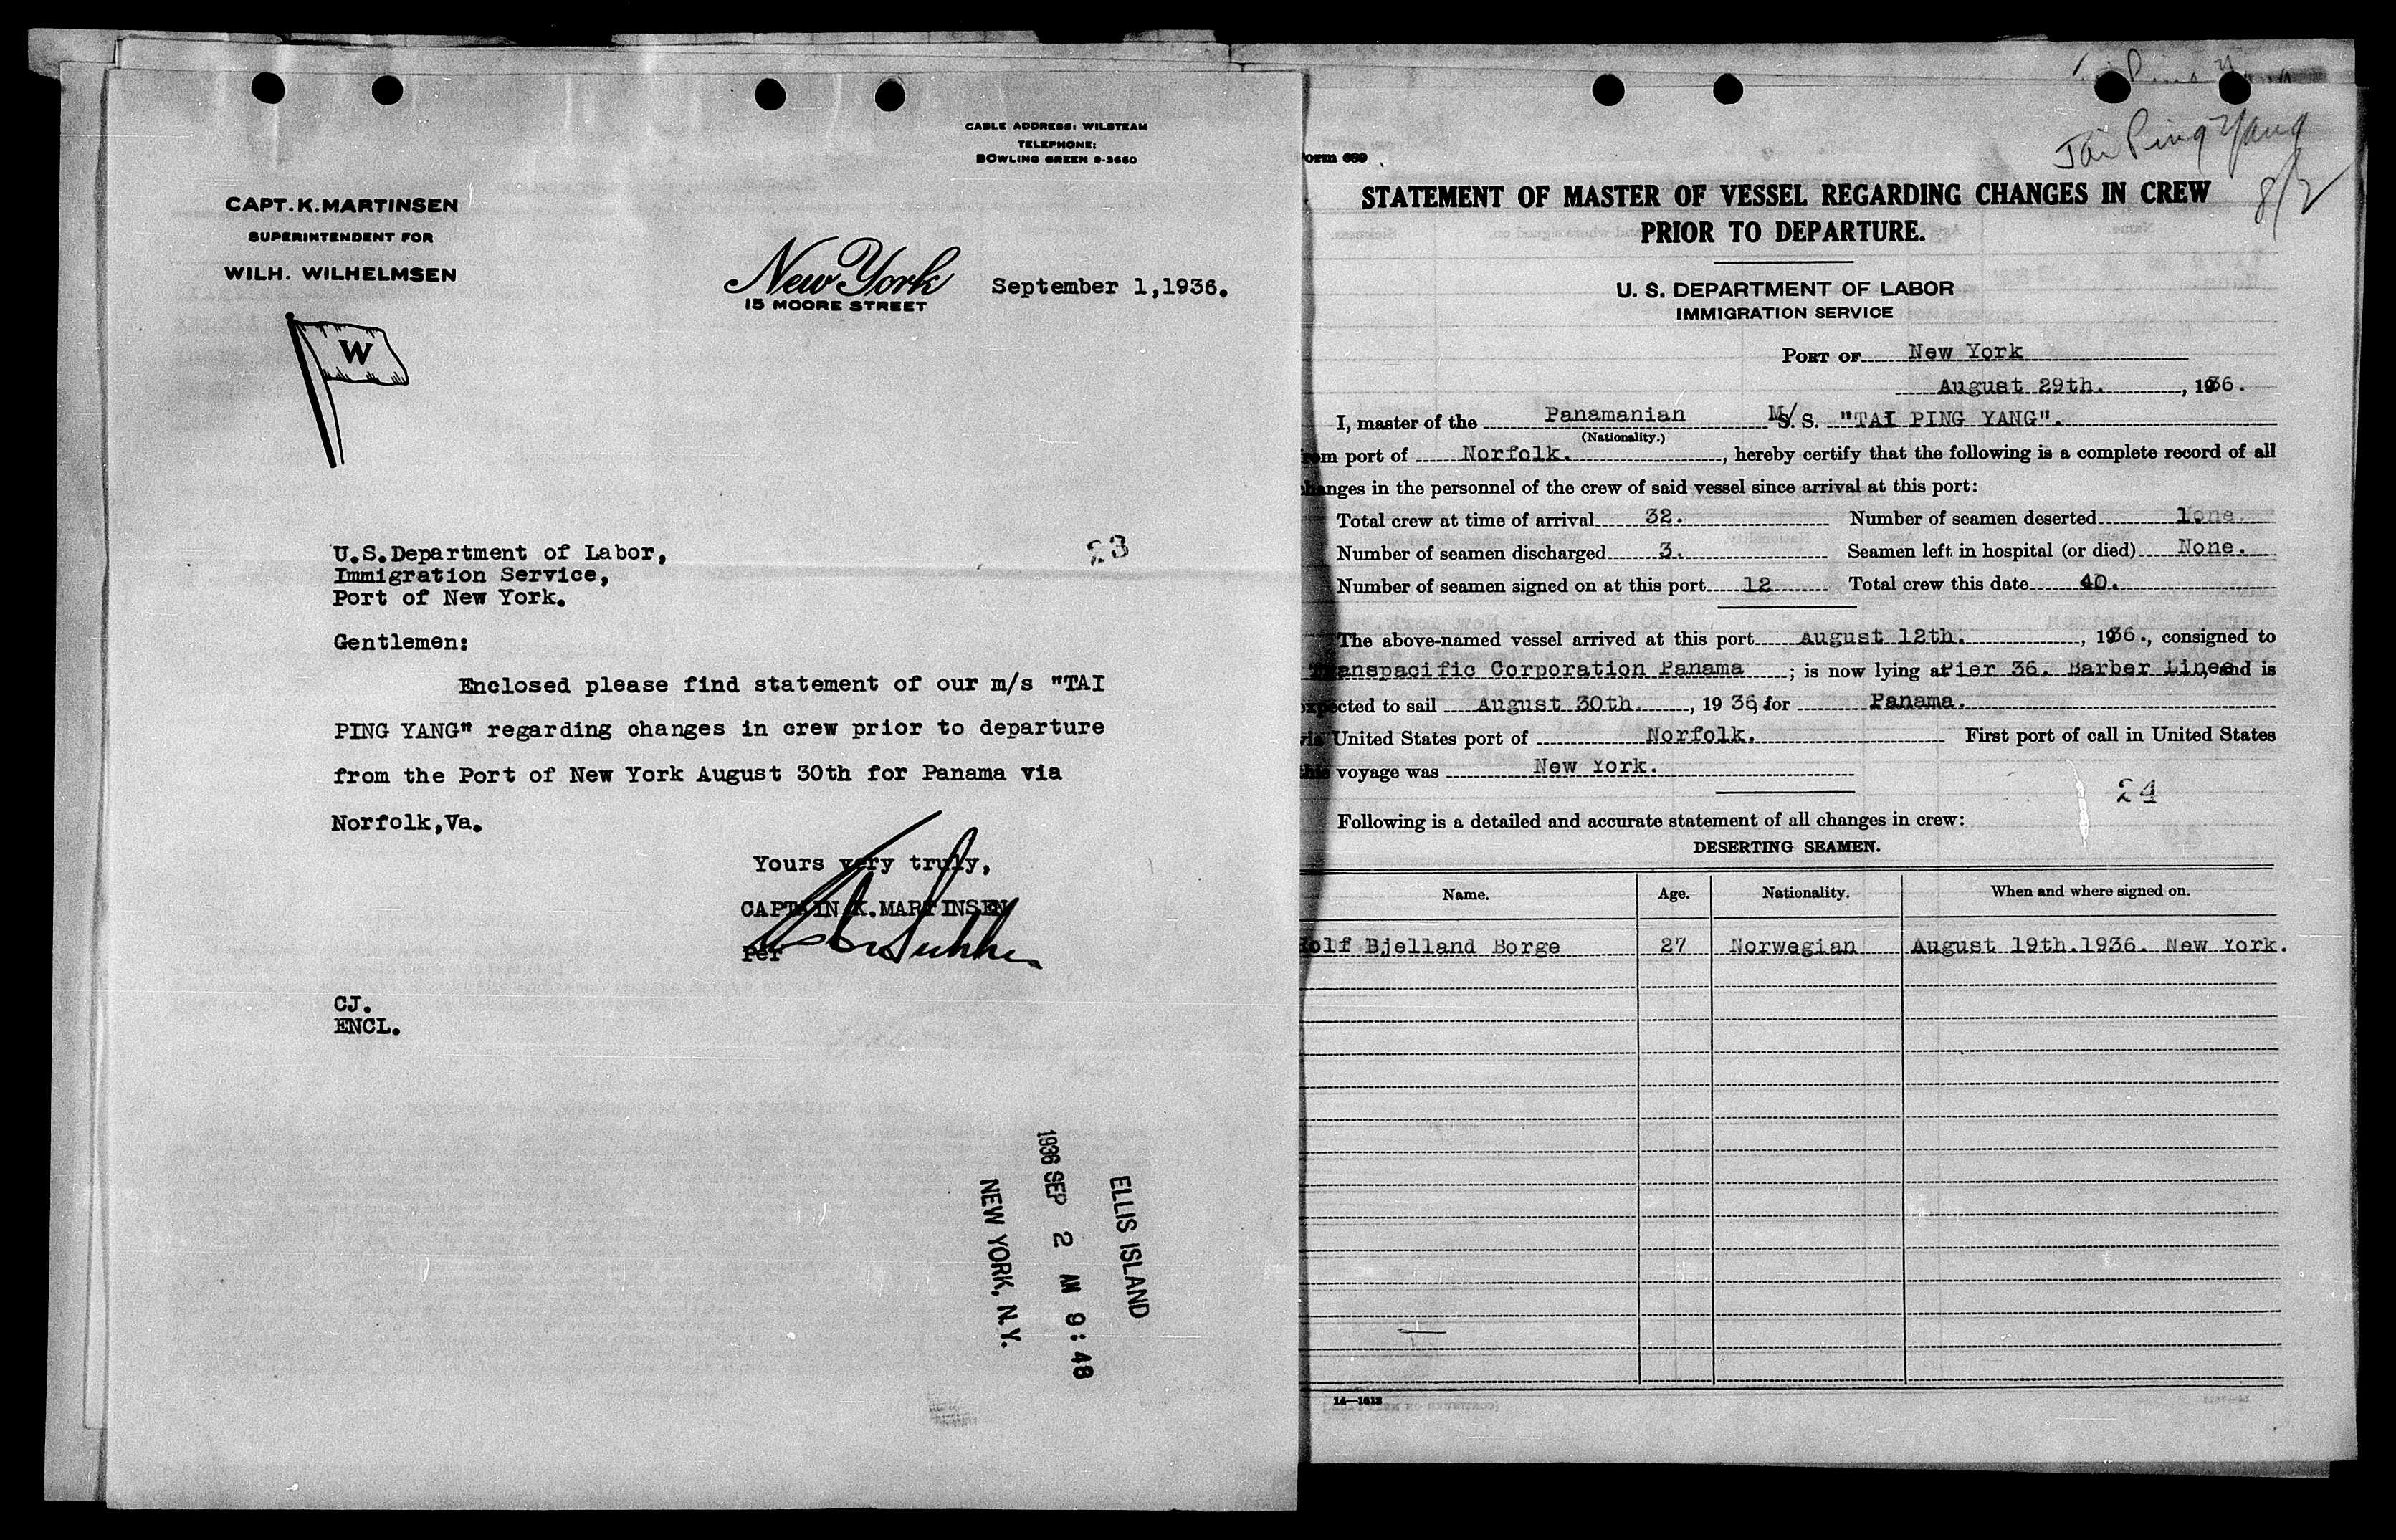 CABLE ADDRESS: WILSTEAM
TELEPHONE:
BOWLING GREEN 9-3660
CAPT. K. MARTINSEN
SUPERINTENDENT FOR
WILH. WILHELMSEN
New York
15 MOORE STREET
September 1,1936.
W
23
U.S.Department of Labor,
Immigration Service,
Port of New York.
Gentlemen:
Enclosed please find statement of our m/s "TAI
PING YANG" regarding changes in crew prior to departure
from the Port of New York August 30th for Panama via
Norfolk,Va.
Yours very truly,
CAPTAIN K.MARTINSEN
Per
CJ.
ENCL.
ELLIS ISLAND
1936 SEP 2 AM 9:48
NEW YORK, N.Y.
Tai Ping Yang
8/2
orm 689
STATEMENT OF MASTER OF VESSEL REGARDING CHANGES IN CREW
PRIOR TO DEPARTURE.
U. S. DEPARTMENT OF LABOR
IMMIGRATION SERVICE
PORT OF New York
August 29th. , 1936.
I, master of the Panamanian M/S. S. "TAI PING YANG".
(Nationality.)
om port of Norfolk. , hereby certify that the following is a complete record of all
hanges in the personnel of the crew of said vessel since arrival at this port:
Total crew at time of arrival 32. Number of seamen deserted 1one.
Number of seamen discharged 3. Seamen left in hospital (or died) None.
Number of seamen signed on at this port 12 Total crew this date 40.
The above-named vessel arrived at this port August 12th. , 1936., consigned to
Transpacific Corporation Panama ; is now lying at Pier 36. Barber Line, and is
expected to sail August 30th. , 1936, for Panama.
via United States port of Norfolk. First port of call in United States
this voyage was New York.
24
Following is a detailed and accurate statement of all changes in crew:
DESERTING SEAMEN.
Name. Age. Nationality. When and where signed on.
Rolf Bjelland Borge 27 Norwegian August 19th.1936. New York.
14—1613